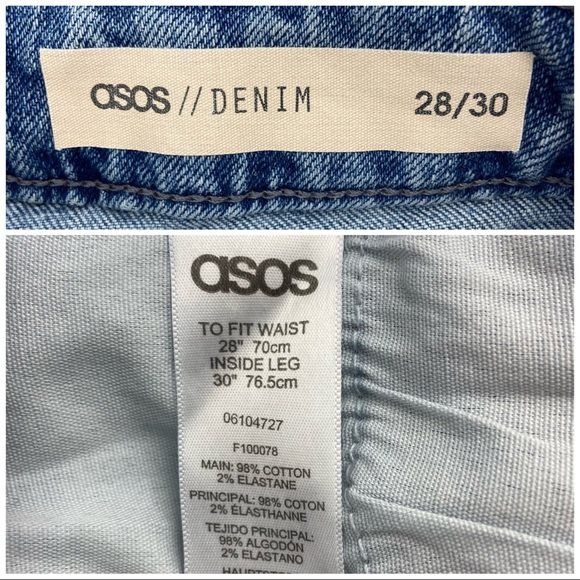 asos // DENIM 28/30
asos
TO FIT WAIST
28" 70cm
INSIDE LEG
30" 76.5cm
06104727
F100078
MAIN: 98% COTTON
2% ELASTANE
PRINCIPAL: 98% COTON
2% ÉLASTHANNE
TEJIDO PRINCIPAL:
98% ALGODÓN
2% ELASTANO